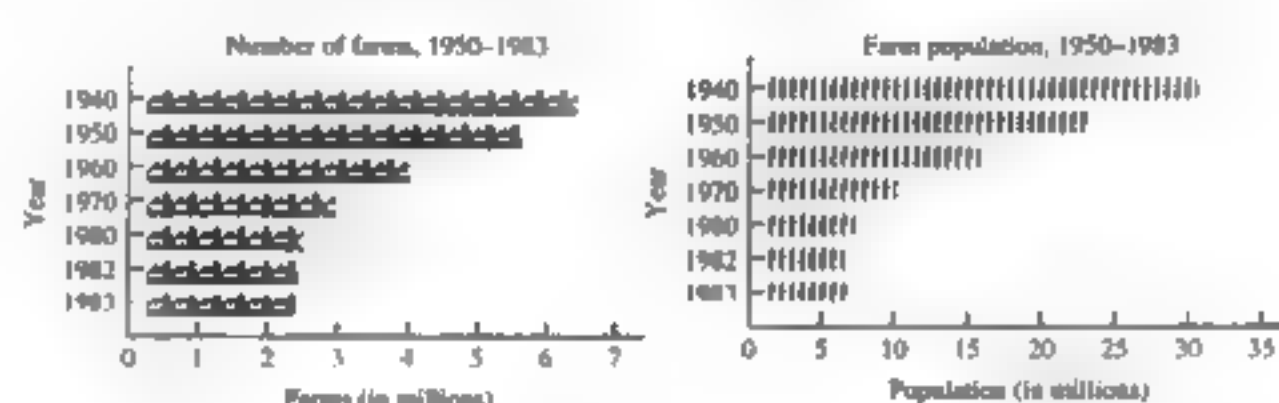 Number of farms, 1950–1983
Year
1940
1950
1960
1970
1980
1982
1983
0 1 2 3 4 5 6 7
Farms (in millions)
Farm population, 1950–1983
Year
1940
1950
1960
1970
1980
1982
1983
0 5 10 15 20 25 30 35
Population (in millions)